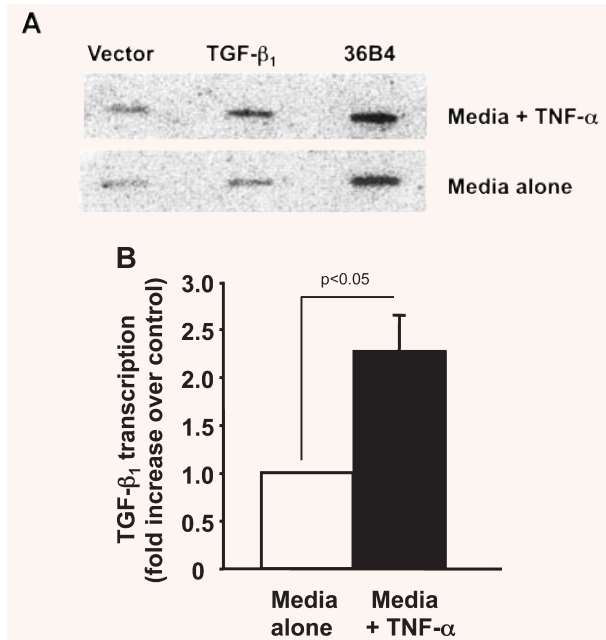 A
Vector TGF-β₁ 36B4
Media + TNF-α
Media alone
B
TGF-β₁ transcription
(fold increase over control)
3.0
2.5
2.0
1.5
1.0
0.5
0
p<0.05
Media alone
Media + TNF-α